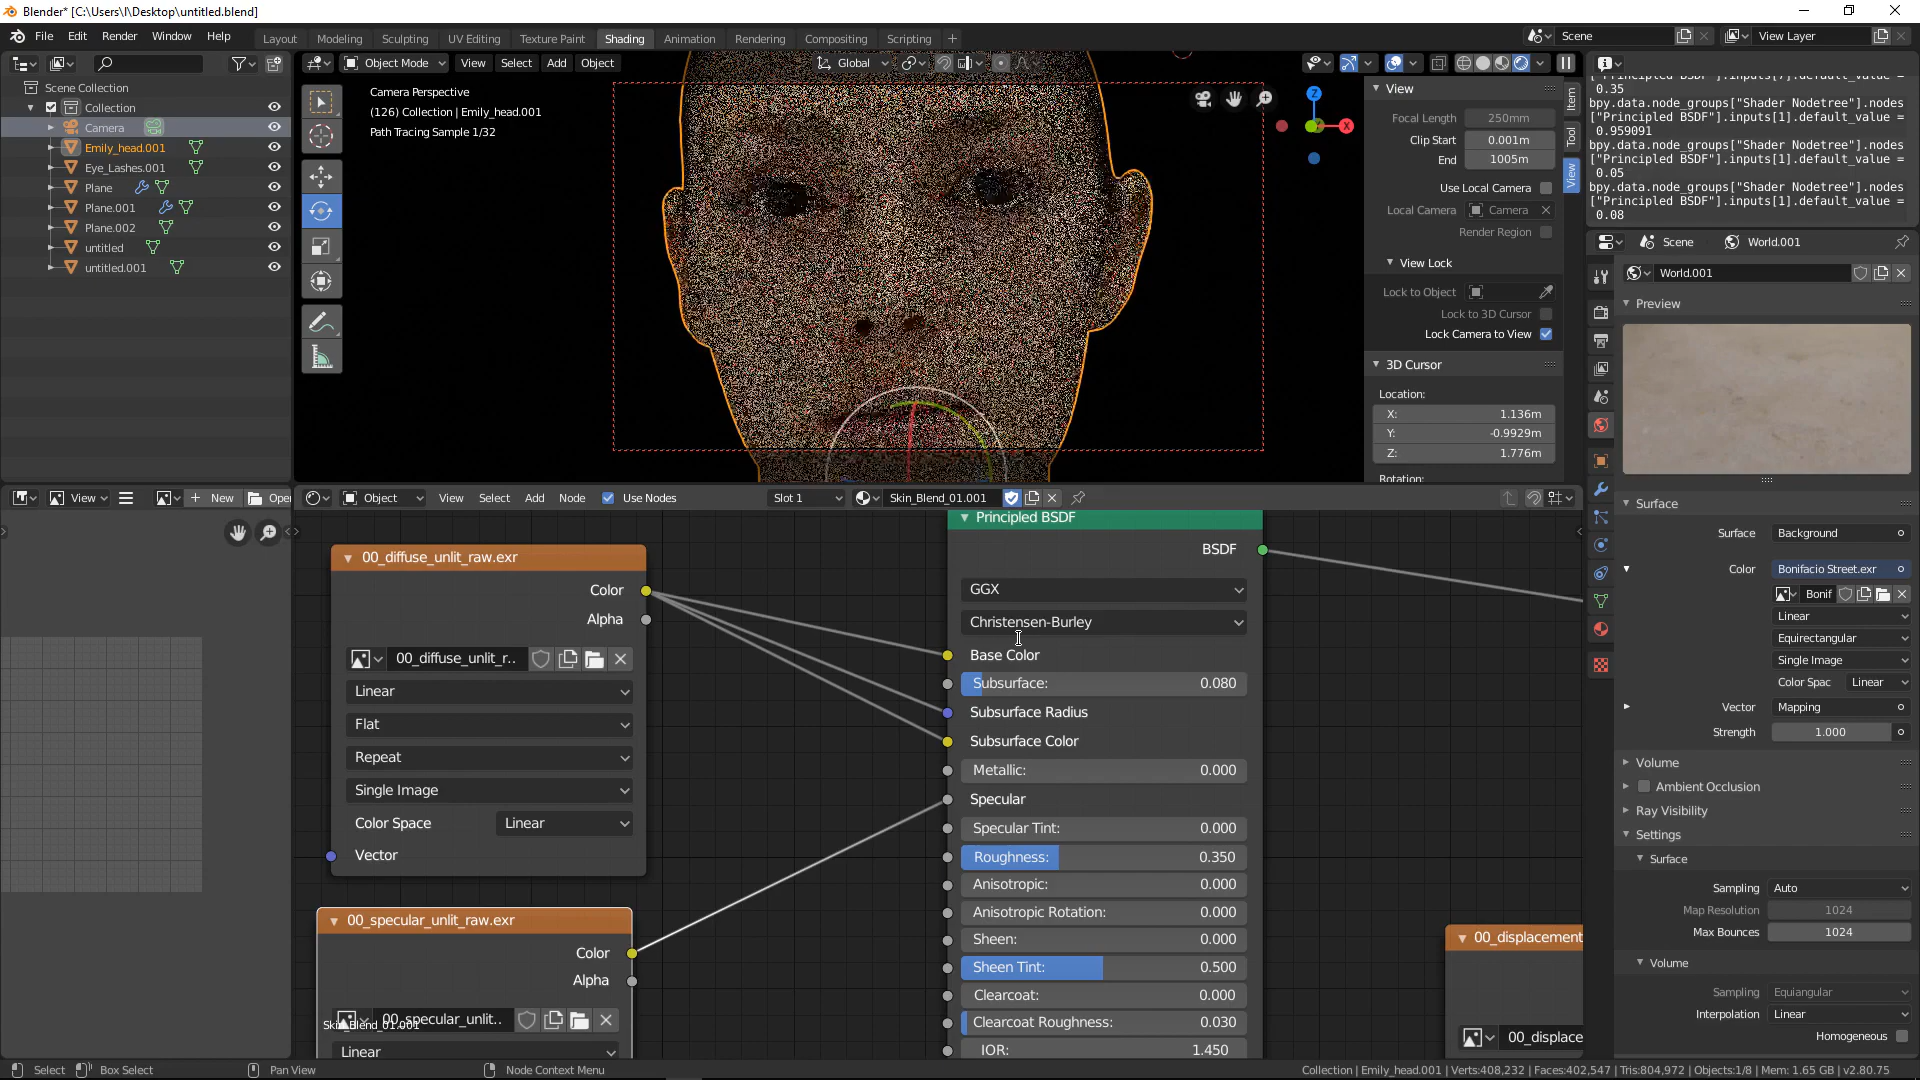 Blender* [C:\Users\I\Desktop\untitled.blend]
File Edit Render Window Help
Layout Modeling Sculpting UV Editing Texture Paint Shading Animation Rendering Compositing Scripting
Scene
View Layer
Scene Collection
Collection
Camera
Emily_head.001
Eye_Lashes.001
Plane
Plane.001
Plane.002
untitled
untitled.001
Object Mode View Select Add Object
Global
Camera Perspective
(126) Collection | Emily_head.001
Path Tracing Sample 1/32
View
Focal Length 250mm
Clip Start 0.001m
End 1005m
Use Local Camera
Local Camera Camera
Render Region
View Lock
Lock to Object
Lock to 3D Cursor
Lock Camera to View
3D Cursor
Location:
X: 1.136m
Y: -0.9929m
Z: 1.776m
Rotation:
Item
Tool
View
["Principled BSDF"].inputs[7].default_value =
0.35
bpy.data.node_groups["Shader Nodetree"].nodes
["Principled BSDF"].inputs[1].default_value =
0.959091
bpy.data.node_groups["Shader Nodetree"].nodes
["Principled BSDF"].inputs[1].default_value =
0.05
bpy.data.node_groups["Shader Nodetree"].nodes
["Principled BSDF"].inputs[1].default_value =
0.08
Scene World.001
World.001
Preview
Surface
Surface Background
Color Bonifacio Street.exr
Bonif
Linear
Equirectangular
Single Image
Color Spac Linear
Vector Mapping
Strength 1.000
Volume
Ambient Occlusion
Ray Visibility
Settings
Surface
Sampling Auto
Map Resolution 1024
Max Bounces 1024
Volume
Sampling Equiangular
Interpolation Linear
Homogeneous
View New Open
Object View Select Add Node Use Nodes Slot 1 Skin_Blend_01.001
00_diffuse_unlit_raw.exr
Color
Alpha
00_diffuse_unlit_r..
Linear
Flat
Repeat
Single Image
Color Space Linear
Vector
00_specular_unlit_raw.exr
Color
Alpha
00_specular_unlit..
Skin_Blend_01.001
Linear
Principled BSDF
BSDF
GGX
Christensen-Burley
Base Color
Subsurface: 0.080
Subsurface Radius
Subsurface Color
Metallic: 0.000
Specular
Specular Tint: 0.000
Roughness: 0.350
Anisotropic: 0.000
Anisotropic Rotation: 0.000
Sheen: 0.000
Sheen Tint: 0.500
Clearcoat: 0.000
Clearcoat Roughness: 0.030
IOR: 1.450
00_displacement
00_displace
Select Box Select Pan View Node Context Menu
Collection | Emily_head.001 | Verts:408,232 | Faces:402,547 | Tris:804,972 | Objects:1/8 | Mem: 1.65 GB | v2.80.75